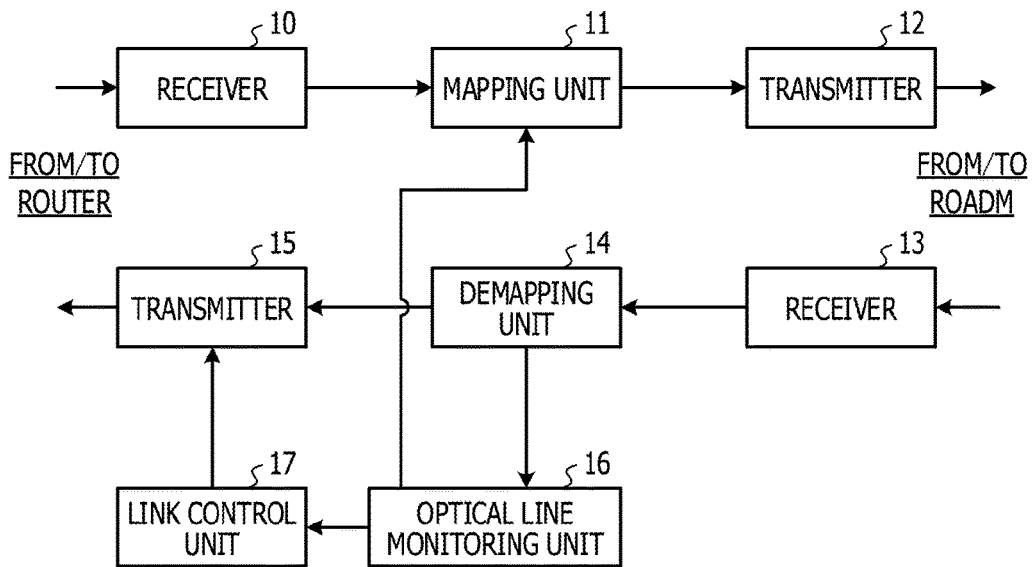 10
11
12
RECEIVER
MAPPING UNIT
TRANSMITTER
FROM/TO
ROUTER
FROM/TO
ROADM
15
14
13
TRANSMITTER
DEMAPPING
UNIT
RECEIVER
17
16
LINK CONTROL
UNIT
OPTICAL LINE
MONITORING UNIT